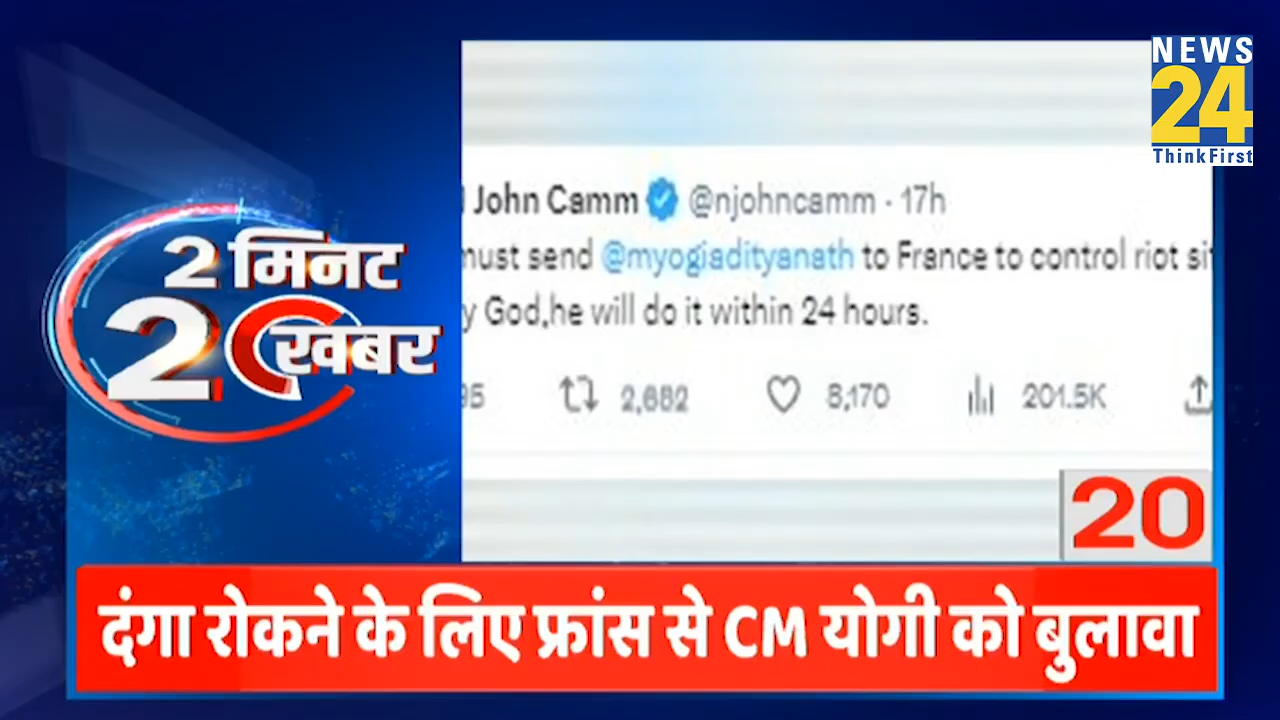 NEWS
24
ThinkFirst
John Camm @njohncamm · 17h
must send @myogiadityanath to France to control riot
God,he will do it within 24 hours.
2,682 8,170 201.5K
2 मिनट
20 खबर
20
दंगा रोकने के लिए फ्रांस से CM योगी को बुलावा